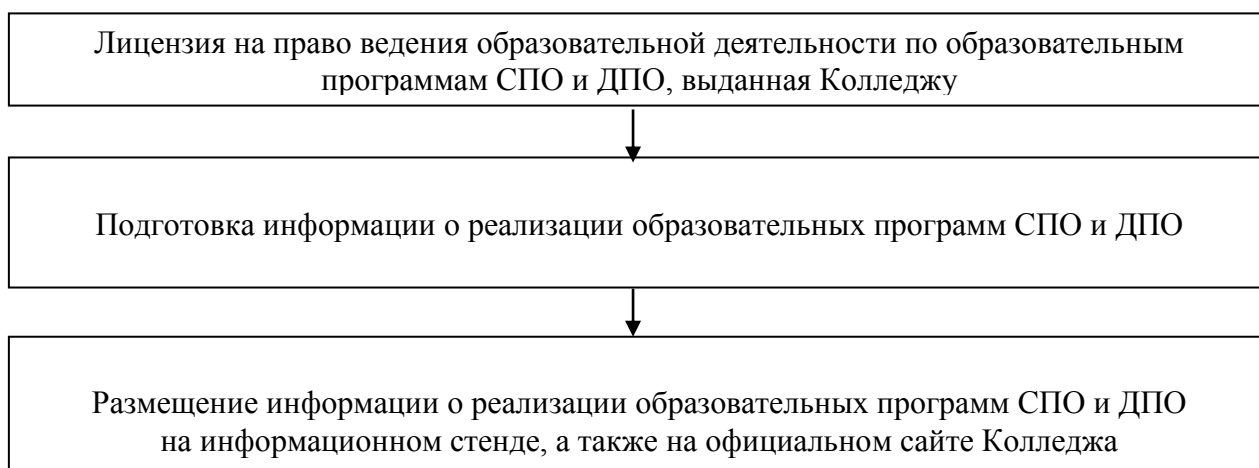 Лицензия на право ведения образовательной деятельности по образовательным
программам СПО и ДПО, выданная Колледжу
Подготовка информации о реализации образовательных программ СПО и ДПО
Размещение информации о реализации образовательных программ СПО и ДПО
на информационном стенде, а также на официальном сайте Колледжа